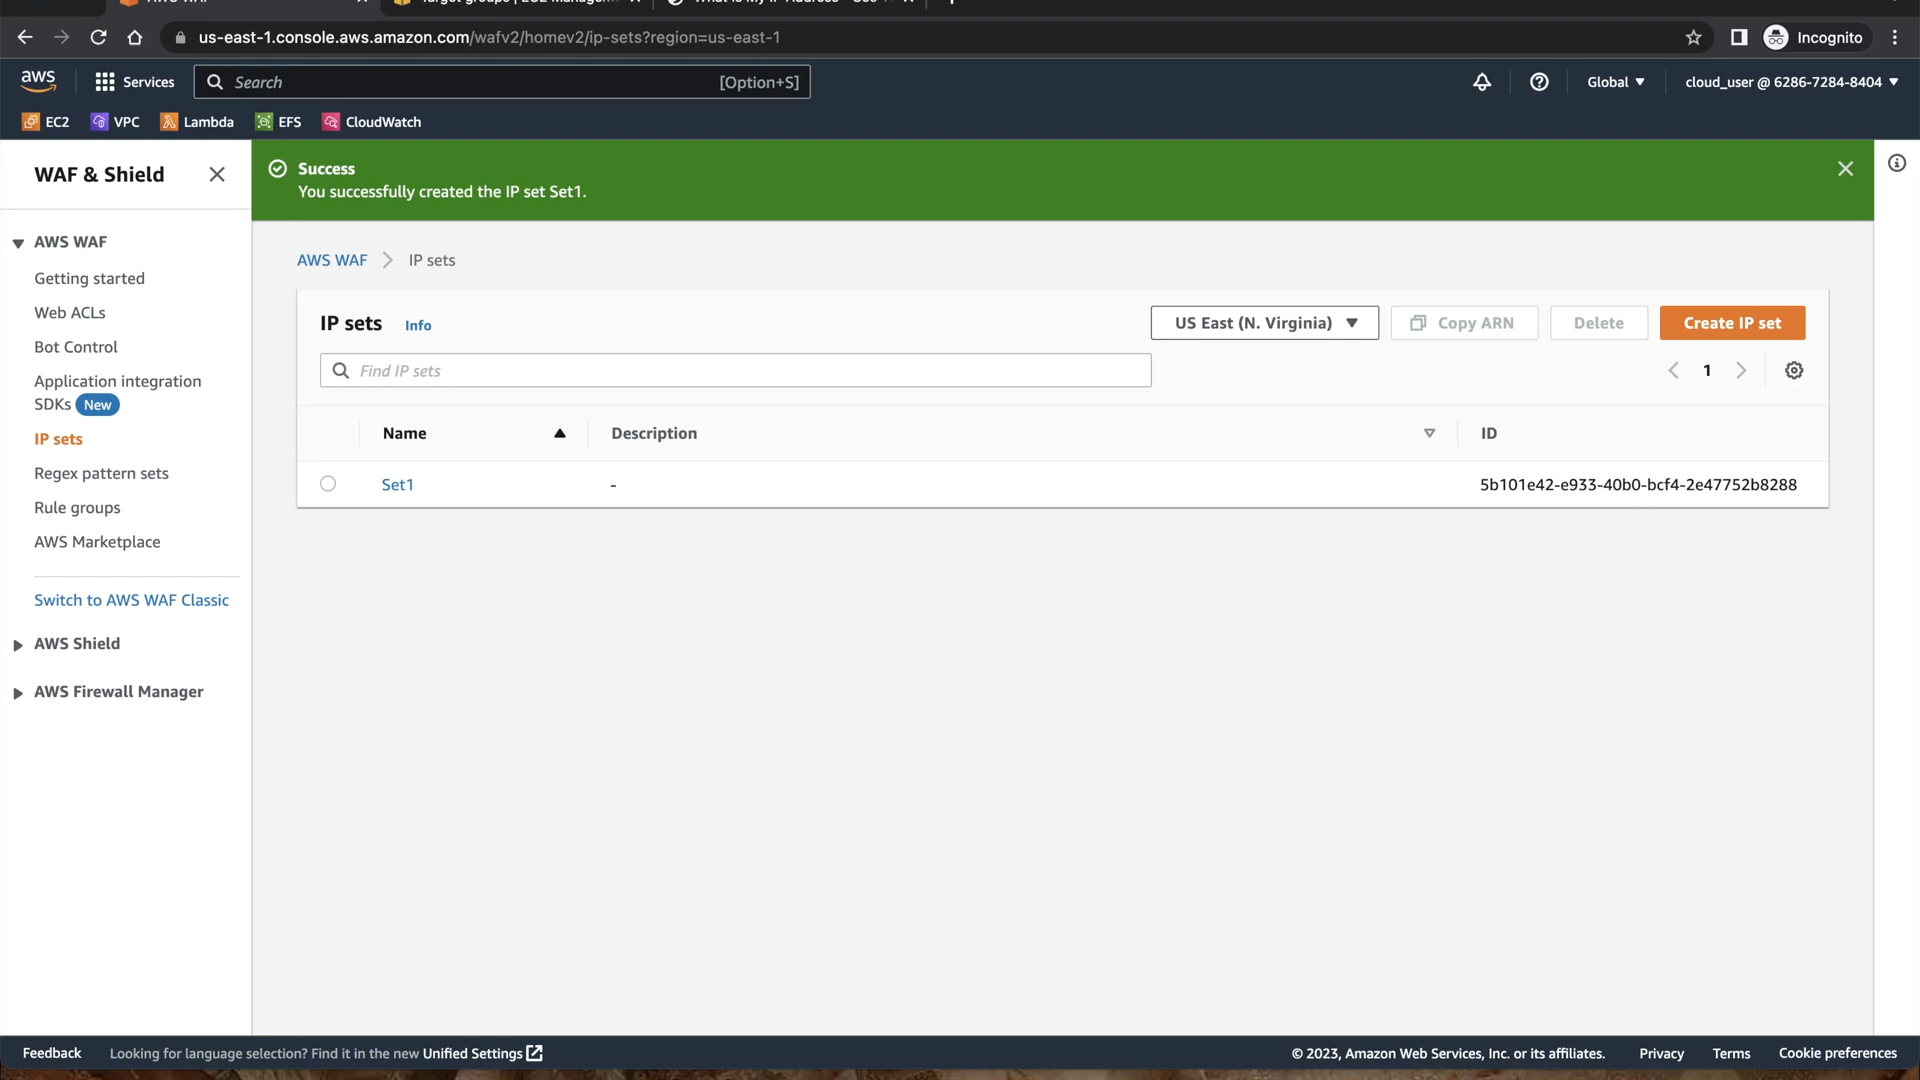 us-east-1.console.aws.amazon.com/wafv2/homev2/ip-sets?region=us-east-1
Incognito
aws
Services
Search
[Option+S]
Global
cloud_user @ 6286-7284-8404
EC2
VPC
Lambda
EFS
CloudWatch
WAF & Shield
AWS WAF
Getting started
Web ACLs
Bot Control
Application integration
SDKs New
IP sets
Regex pattern sets
Rule groups
AWS Marketplace
Switch to AWS WAF Classic
AWS Shield
AWS Firewall Manager
Success
You successfully created the IP set Set1.
AWS WAF
IP sets
IP sets Info
US East (N. Virginia)
Copy ARN
Delete
Create IP set
Find IP sets
1
Name
Description
ID
Set1
-
5b101e42-e933-40b0-bcf4-2e47752b8288
Feedback
Looking for language selection? Find it in the new Unified Settings
© 2023, Amazon Web Services, Inc. or its affiliates.
Privacy
Terms
Cookie preferences